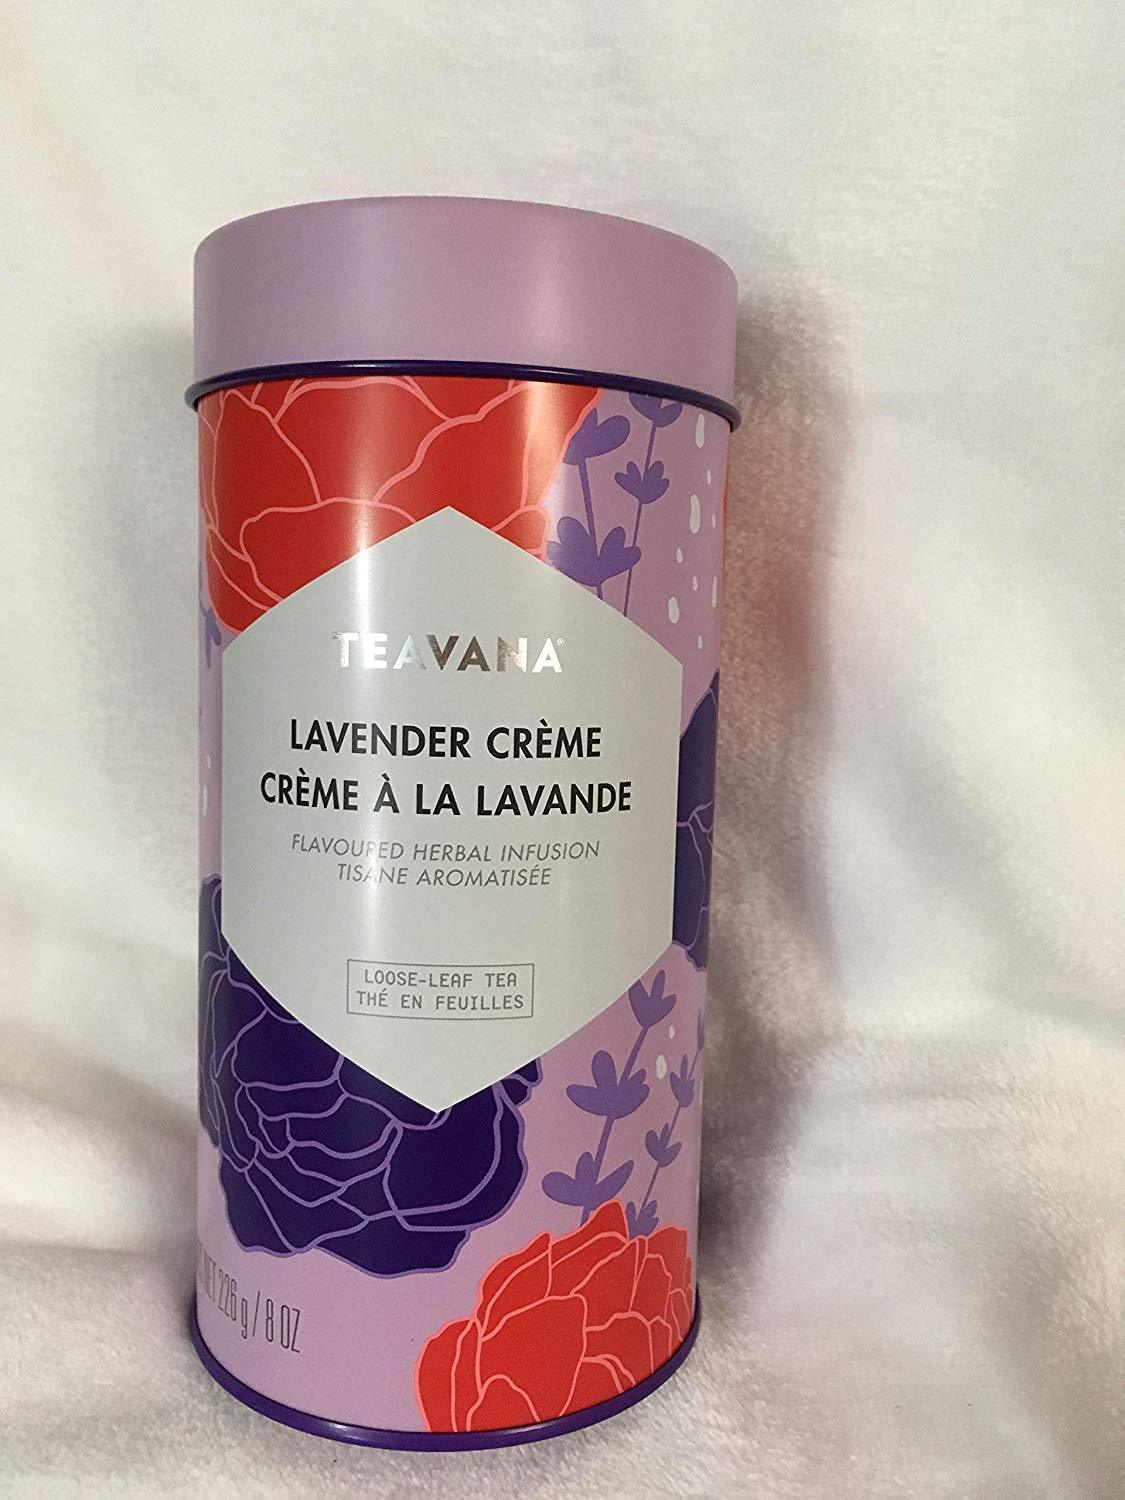 TEAVANA®
LAVENDER CRÈME
CRÈME À LA LAVANDE
FLAVOURED HERBAL INFUSION
TISANE AROMATISÉE
LOOSE-LEAF TEA
THÉ EN FEUILLES
NET 226 g / 8 OZ